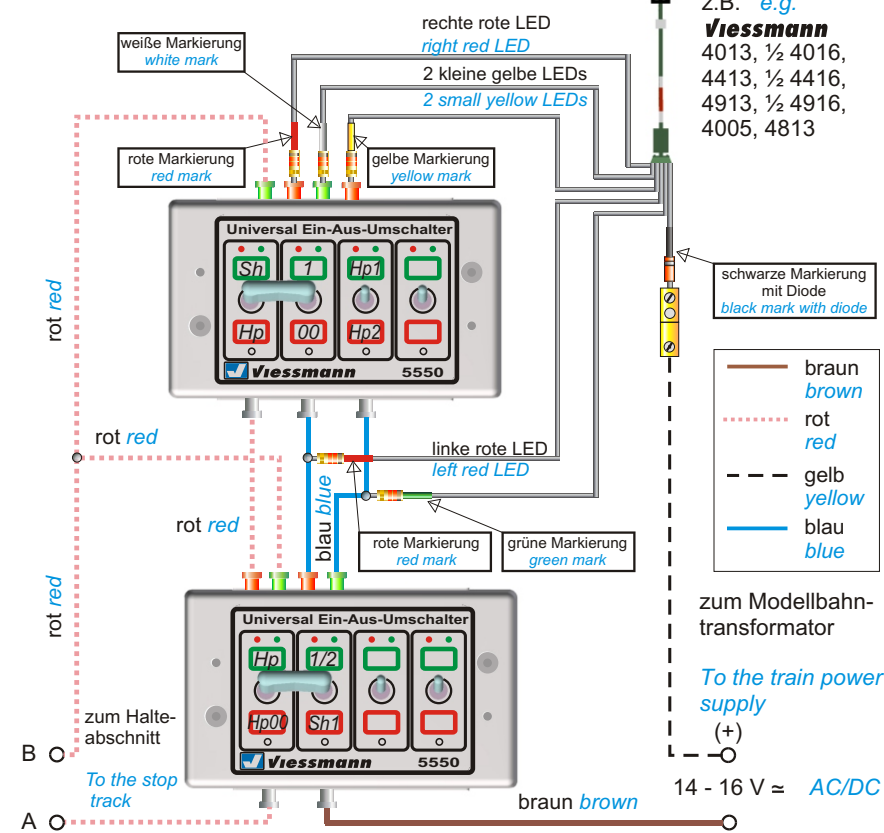 z.B. e.g.
viessmann
4013, ½ 4016,
4413, ½ 4416,
4913, ½ 4916,
4005, 4813
rechte rote LED
right red LED
weiße Markierung
white mark
2 kleine gelbe LEDs
2 small yellow LEDs
rote Markierung
red mark
gelbe Markierung
yellow mark
Universal Ein-Aus-Umschalter
Sh 1 Hp1
Hp 00 Hp2
viessmann 5550
schwarze Markierung
mit Diode
black mark with diode
rot red
braun
brown
rot
red
gelb
yellow
blau
blue
rot red
linke rote LED
left red LED
blau blue
rot red
rote Markierung
red mark
grüne Markierung
green mark
rot red
Universal Ein-Aus-Umschalter
Hp 1/2
Hp00 Sh1
viessmann 5550
zum Modellbahn-
transformator
To the train power
supply
(+)
14 - 16 V ≃ AC/DC
zum Halte-
abschnitt
B
To the stop
track
A
braun brown